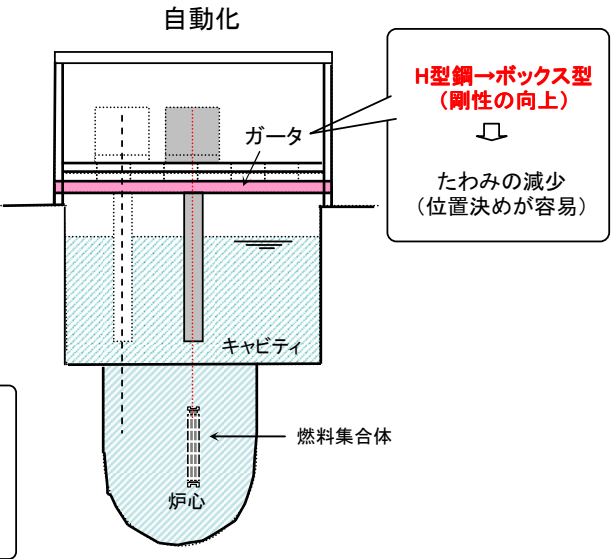 自動化
H型鋼→ボックス型
（剛性の向上）
たわみの減少
（位置決めが容易）
ガータ
キャビティ
燃料集合体
炉心